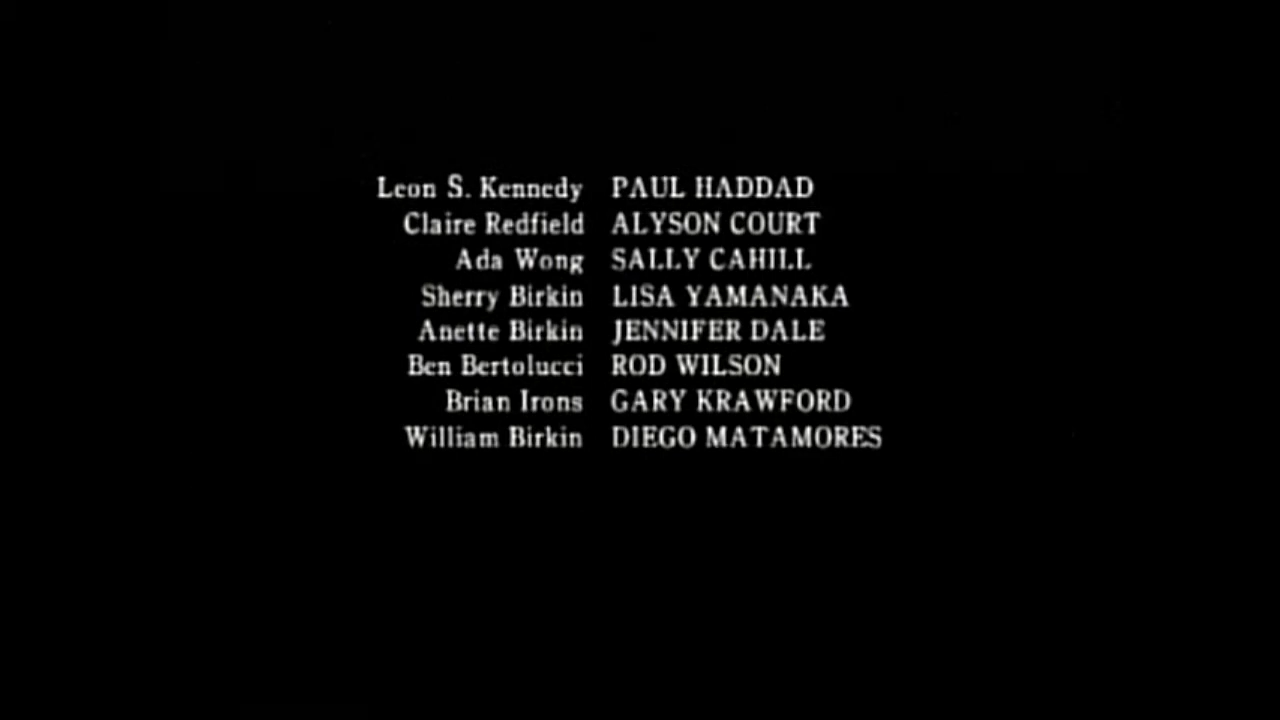 Leon S. Kennedy PAUL HADDAD
Claire Redfield ALYSON COURT
Ada Wong SALLY CAHILL
Sherry Birkin LISA YAMANAKA
Anette Birkin JENNIFER DALE
Ben Bertolucci ROD WILSON
Brian Irons GARY KRAWFORD
William Birkin DIEGO MATAMORES